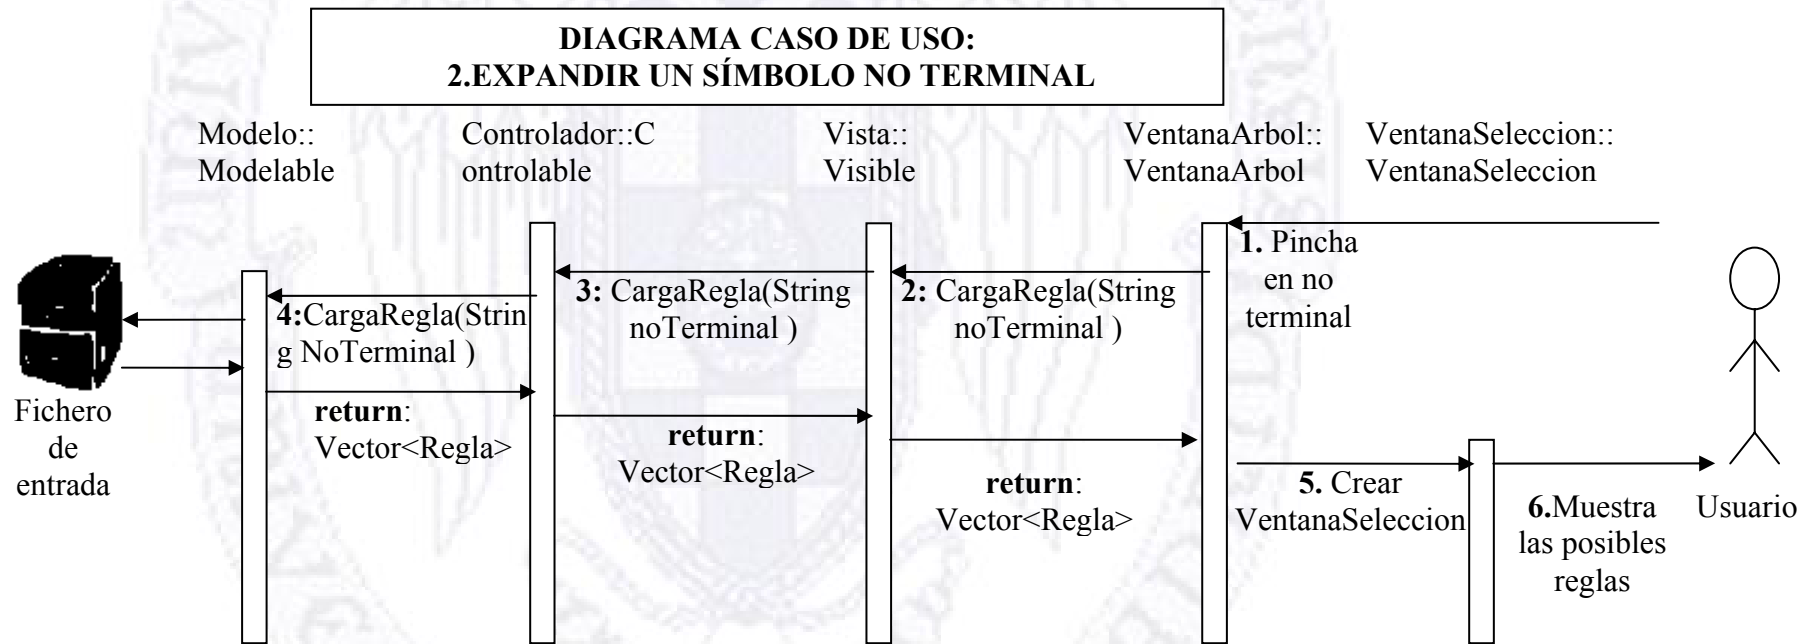 DIAGRAMA CASO DE USO:
2.EXPANDIR UN SÍMBOLO NO TERMINAL
Modelo::
Modelable
Controlador::C
ontrolable
Vista::
Visible
VentanaArbol::
VentanaArbol
VentanaSeleccion::
VentanaSeleccion
1. Pincha
en no
terminal
2: CargaRegla(String
noTerminal )
3: CargaRegla(String
noTerminal )
4:CargaRegla(Strin
g NoTerminal )
Fichero
de
entrada
return:
Vector<Regla>
return:
Vector<Regla>
return:
Vector<Regla>
5. Crear
VentanaSeleccion
6.Muestra
las posibles
reglas
Usuario